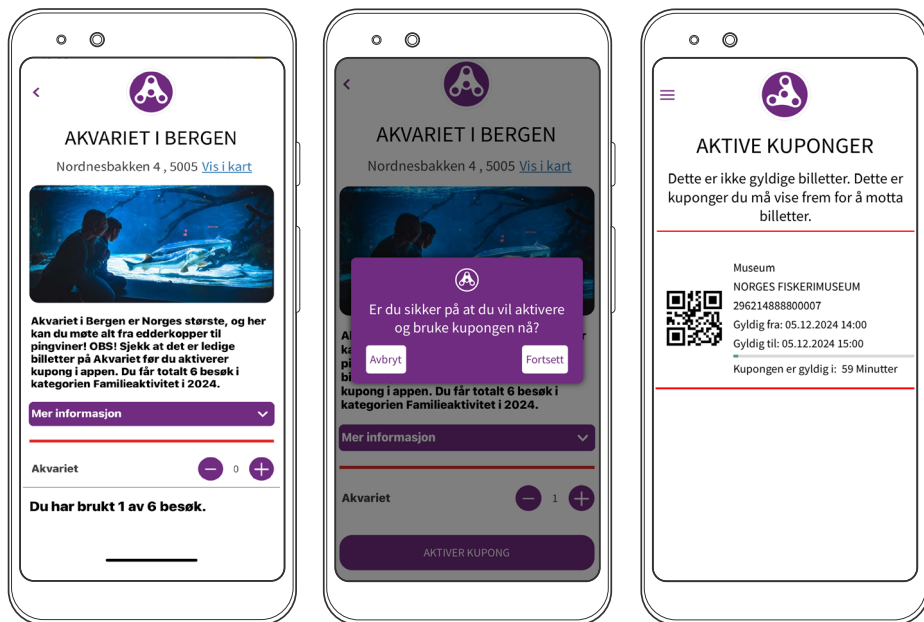 AKVARIET I BERGEN
Nordnesbakken 4 , 5005 Vis i kart
Akvariet i Bergen er Norges største, og her
kan du møte alt fra edderkopper til
pingviner! OBS! Sjekk at det er ledige
billetter på Akvariet før du aktiverer
kupong i appen. Du får totalt 6 besøk i
kategorien Familieaktivitet i 2024.
Mer informasjon
Akvariet
0
Du har brukt 1 av 6 besøk.
AKVARIET I BERGEN
Nordnesbakken 4 , 5005 Vis i kart
Er du sikker på at du vil aktivere
og bruke kupongen nå?
Avbryt
Fortsett
kupong i appen. Du får totalt 6 besøk i
kategorien Familieaktivitet i 2024.
Mer informasjon
Akvariet
1
AKTIVER KUPONG
AKTIVE KUPONGER
Dette er ikke gyldige billetter. Dette er
kuponger du må vise frem for å motta
billetter.
Museum
NORGES FISKERIMUSEUM
296214888800007
Gyldig fra: 05.12.2024 14:00
Gyldig til: 05.12.2024 15:00
Kupongen er gyldig i: 59 Minutter